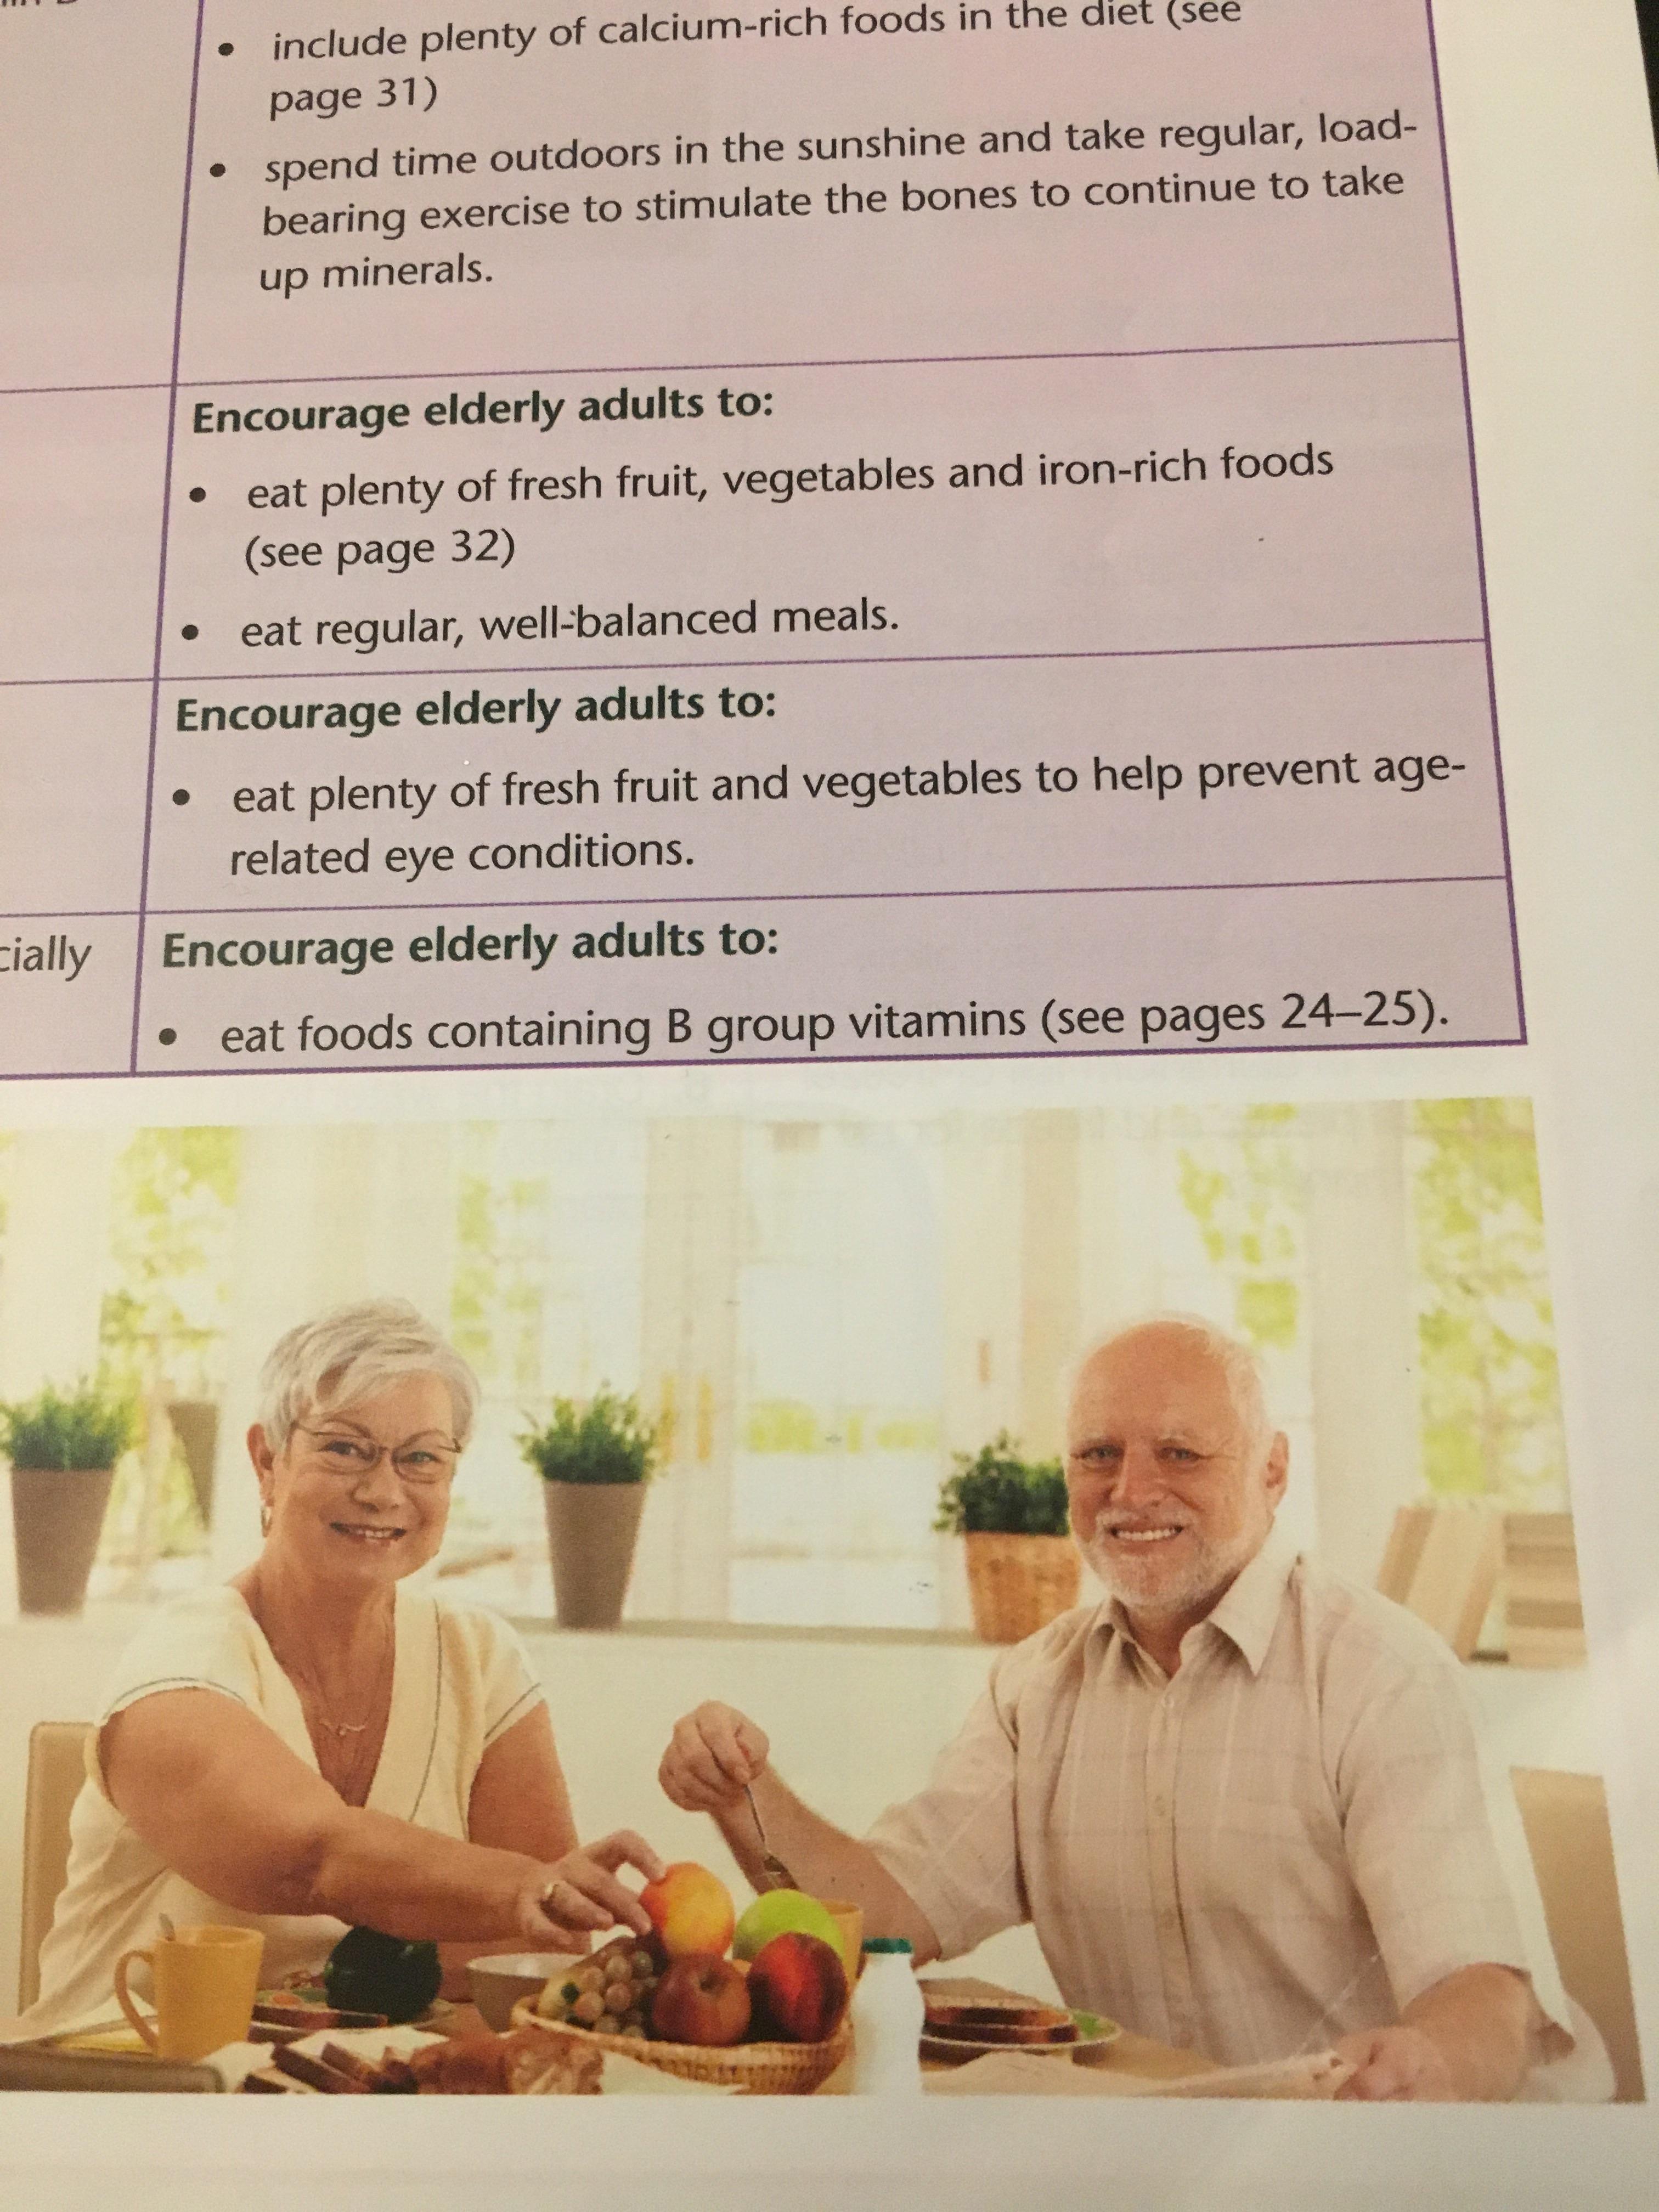 • include plenty of calcium-rich foods in the diet (see
page 31)
• spend time outdoors in the sunshine and take regular, load-
bearing exercise to stimulate the bones to continue to take
up minerals.
Encourage elderly adults to:
• eat plenty of fresh fruit, vegetables and iron-rich foods
(see page 32)
• eat regular, well-balanced meals.
Encourage elderly adults to:
• eat plenty of fresh fruit and vegetables to help prevent age-
related eye conditions.
cially
Encourage elderly adults to:
• eat foods containing B group vitamins (see pages 24–25).